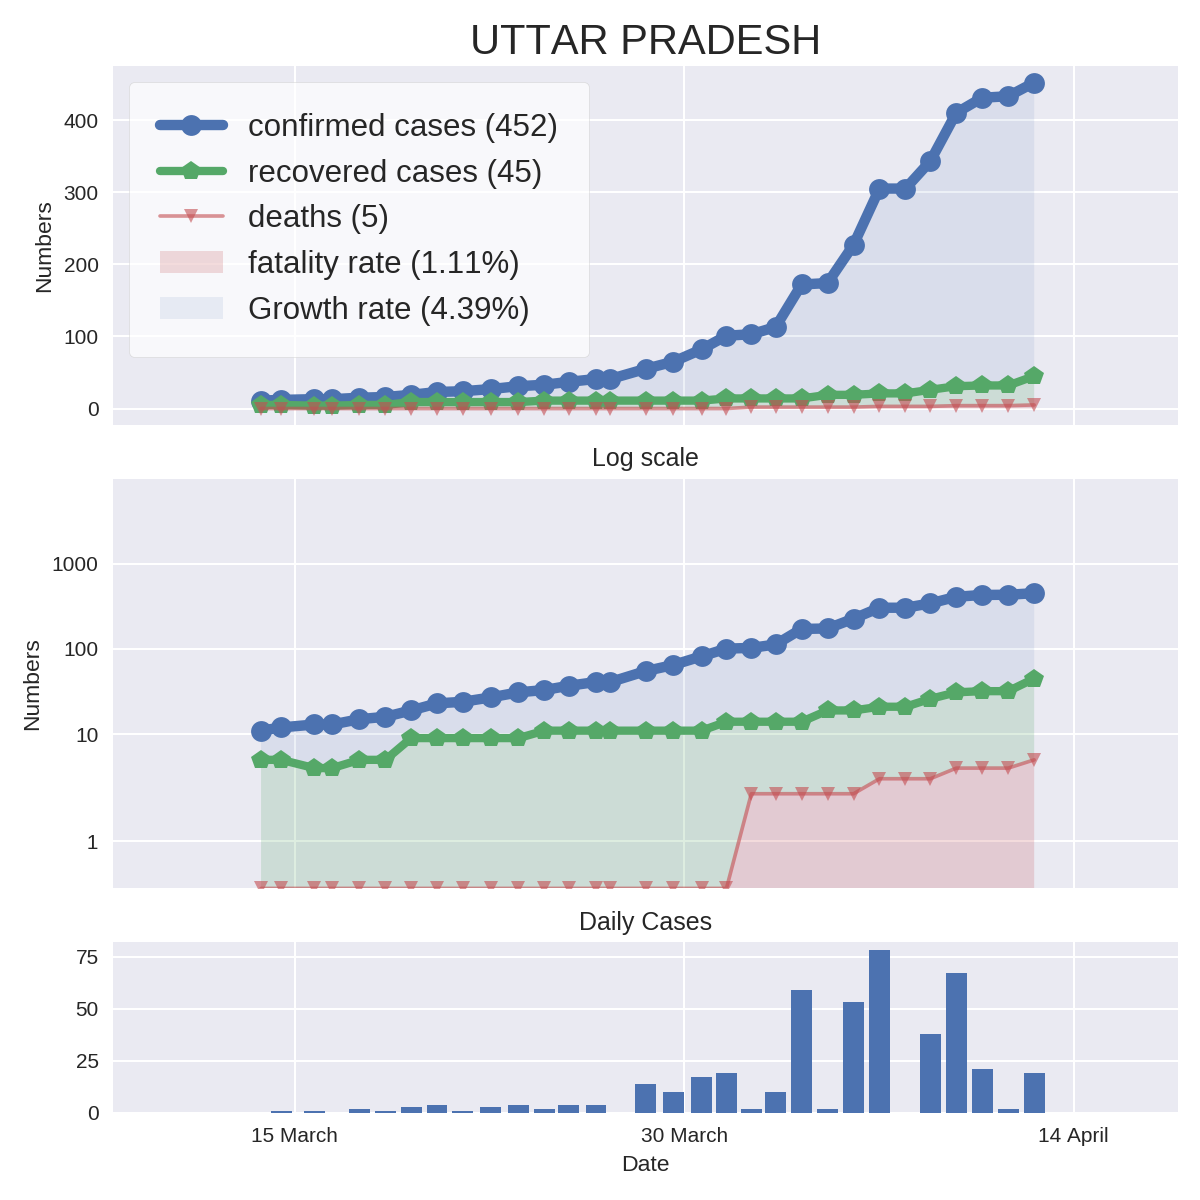 UTTAR PRADESH
Numbers
400
300
200
100
0
confirmed cases (452)
recovered cases (45)
deaths (5)
fatality rate (1.11%)
Growth rate (4.39%)
Log scale
Numbers
1000
100
10
1
Daily Cases
75
50
25
0
15 March
30 March
14 April
Date